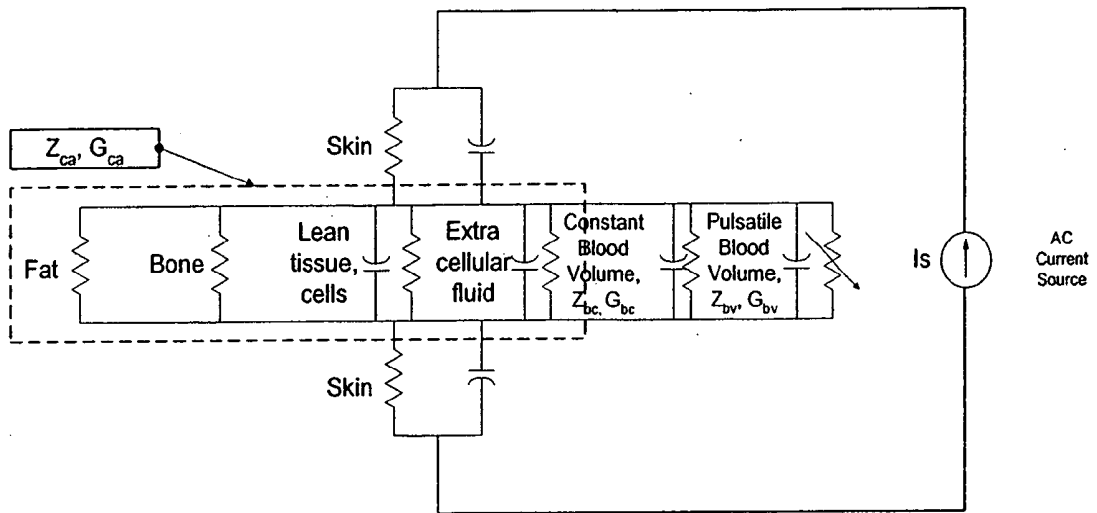 Skin
Z_ca, G_ca
Fat
Bone
Lean
tissue,
cells
Extra
cellular
fluid
Constant
Blood
Volume,
Z_bc, G_bc
Pulsatile
Blood
Volume,
Z_bv, G_bv
Is
AC
Current
Source
Skin